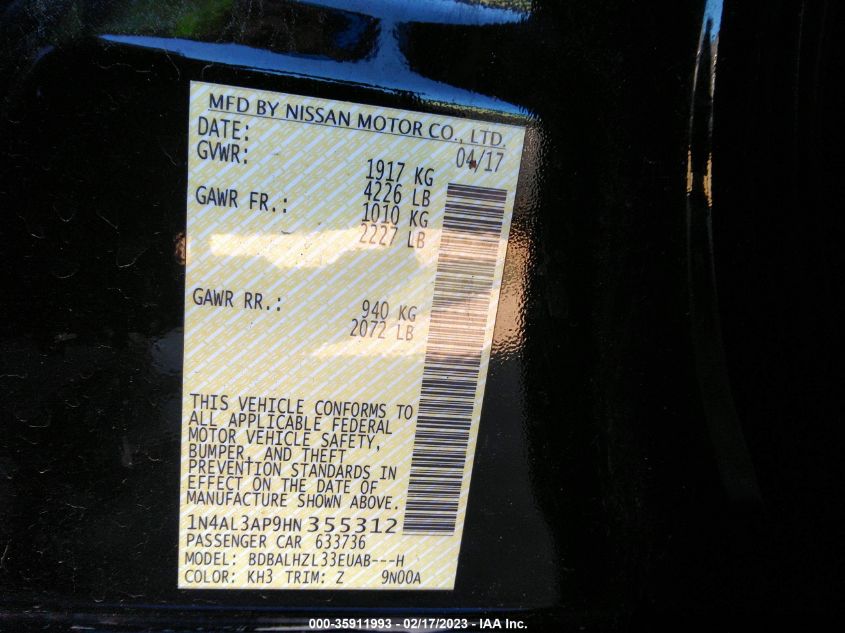 MFD BY NISSAN MOTOR CO., LTD.
DATE: 04/17
GVWR: 1917 KG
4226 LB
GAWR FR.: 1010 KG
2227 LB
GAWR RR.: 940 KG
2072 LB
THIS VEHICLE CONFORMS TO
ALL APPLICABLE FEDERAL
MOTOR VEHICLE SAFETY,
BUMPER, AND THEFT
PREVENTION STANDARDS IN
EFFECT ON THE DATE OF
MANUFACTURE SHOWN ABOVE.
1N4AL3AP9HN355312
PASSENGER CAR 633736
MODEL: BDBALHZL33EUAB---H
COLOR: KH3 TRIM: Z 9N00A
000-35911993 - 02/17/2023 - IAA Inc.